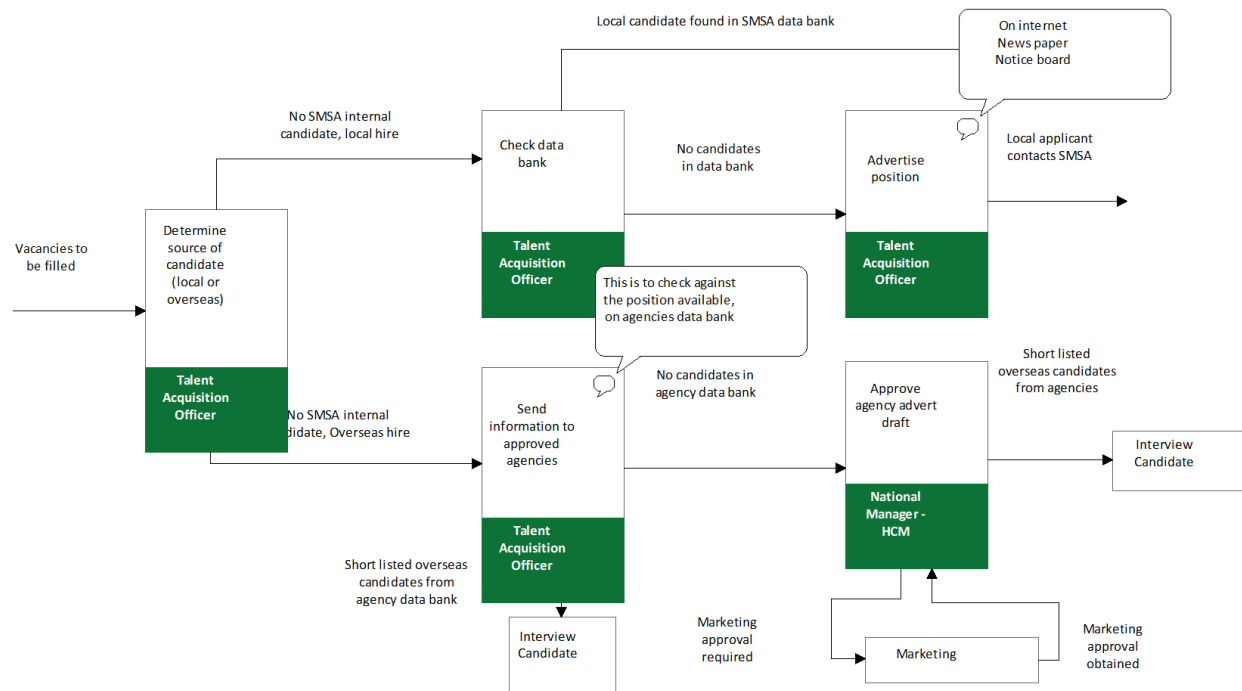 Local candidate found in SMSA data bank
On internet
News paper
Notice board
No SMSA internal
candidate, local hire
Check data
bank
No candidates
in data bank
Advertise
position
Local applicant
contacts SMSA
Vacancies to
be filled
Determine
source of
candidate
(local or
overseas)
Talent
Acquisition
Officer
Talent
Acquisition
Officer
Talent
Acquisition
Officer
This is to check against
the position available,
on agencies data bank
No SMSA internal
Overseas hire
Send
information to
approved
agencies
Talent
Acquisition
Officer
No candidates in
agency data bank
Approve
agency advert
draft
National
Manager -
HCM
Short listed
overseas candidates
from agencies
Interview
Candidate
Short listed overseas
candidates from
agency data bank
Interview
Candidate
Marketing
approval
required
Marketing
Marketing
approval
obtained